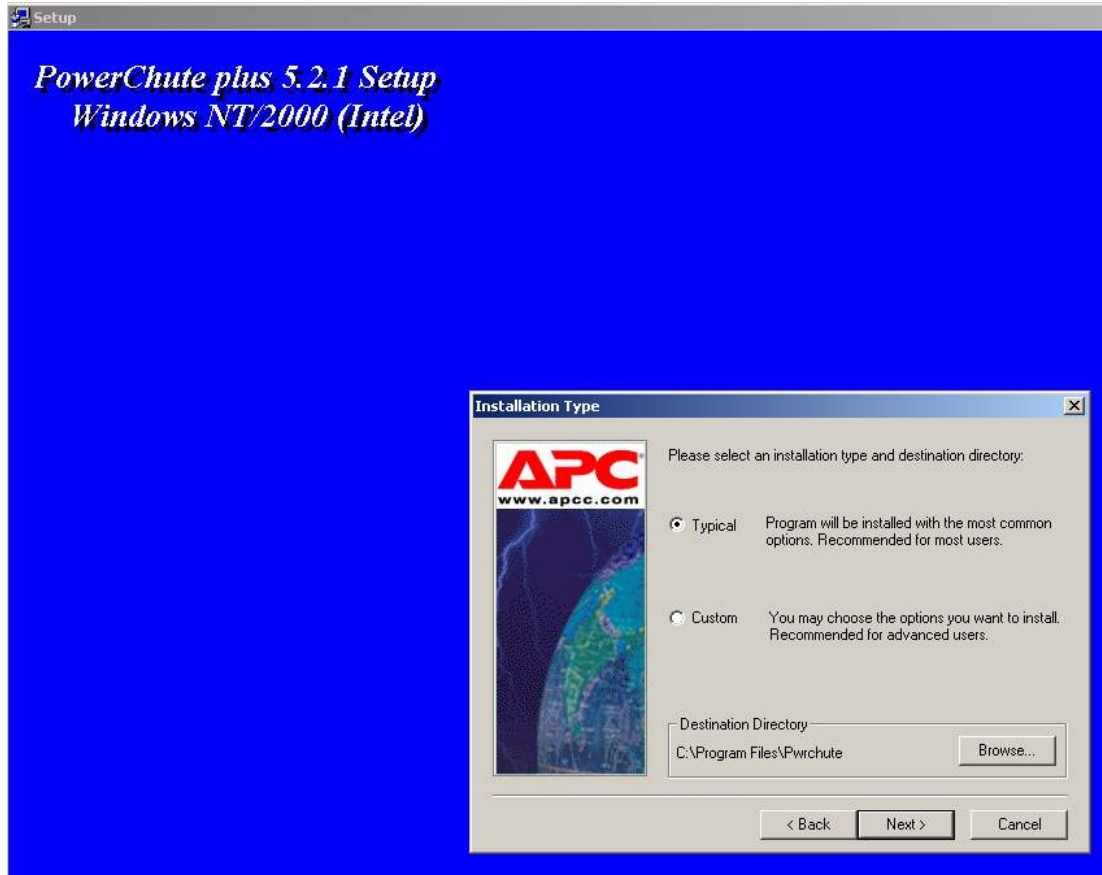 Setup
PowerChute plus 5.2.1 Setup
Windows NT/2000 (Intel)
Installation Type
APC
www.apcc.com
Please select an installation type and destination directory:
Typical
Program will be installed with the most common
options. Recommended for most users.
Custom
You may choose the options you want to install.
Recommended for advanced users.
Destination Directory
C:\Program Files\Pwrchute
Browse...
< Back
Next >
Cancel